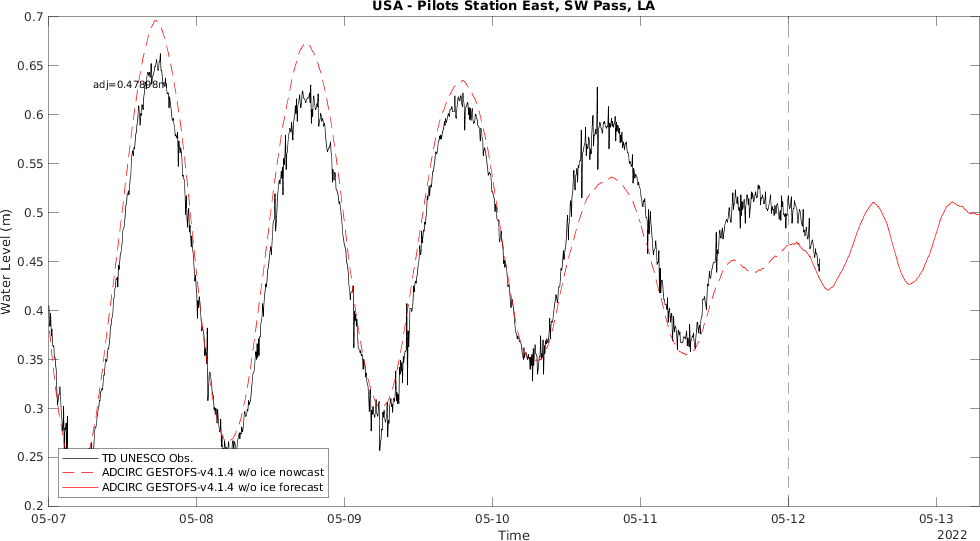 USA - Pilots Station East, SW Pass, LA
0.7
0.65
0.6
0.55
0.5
0.45
0.4
0.35
0.3
0.25
0.2
Water Level (m)
adj=0.47898m
TD UNESCO Obs.
ADCIRC GESTOFS-v4.1.4 w/o ice nowcast
ADCIRC GESTOFS-v4.1.4 w/o ice forecast
05-07 05-08 05-09 05-10 05-11 05-12 05-13
Time
2022